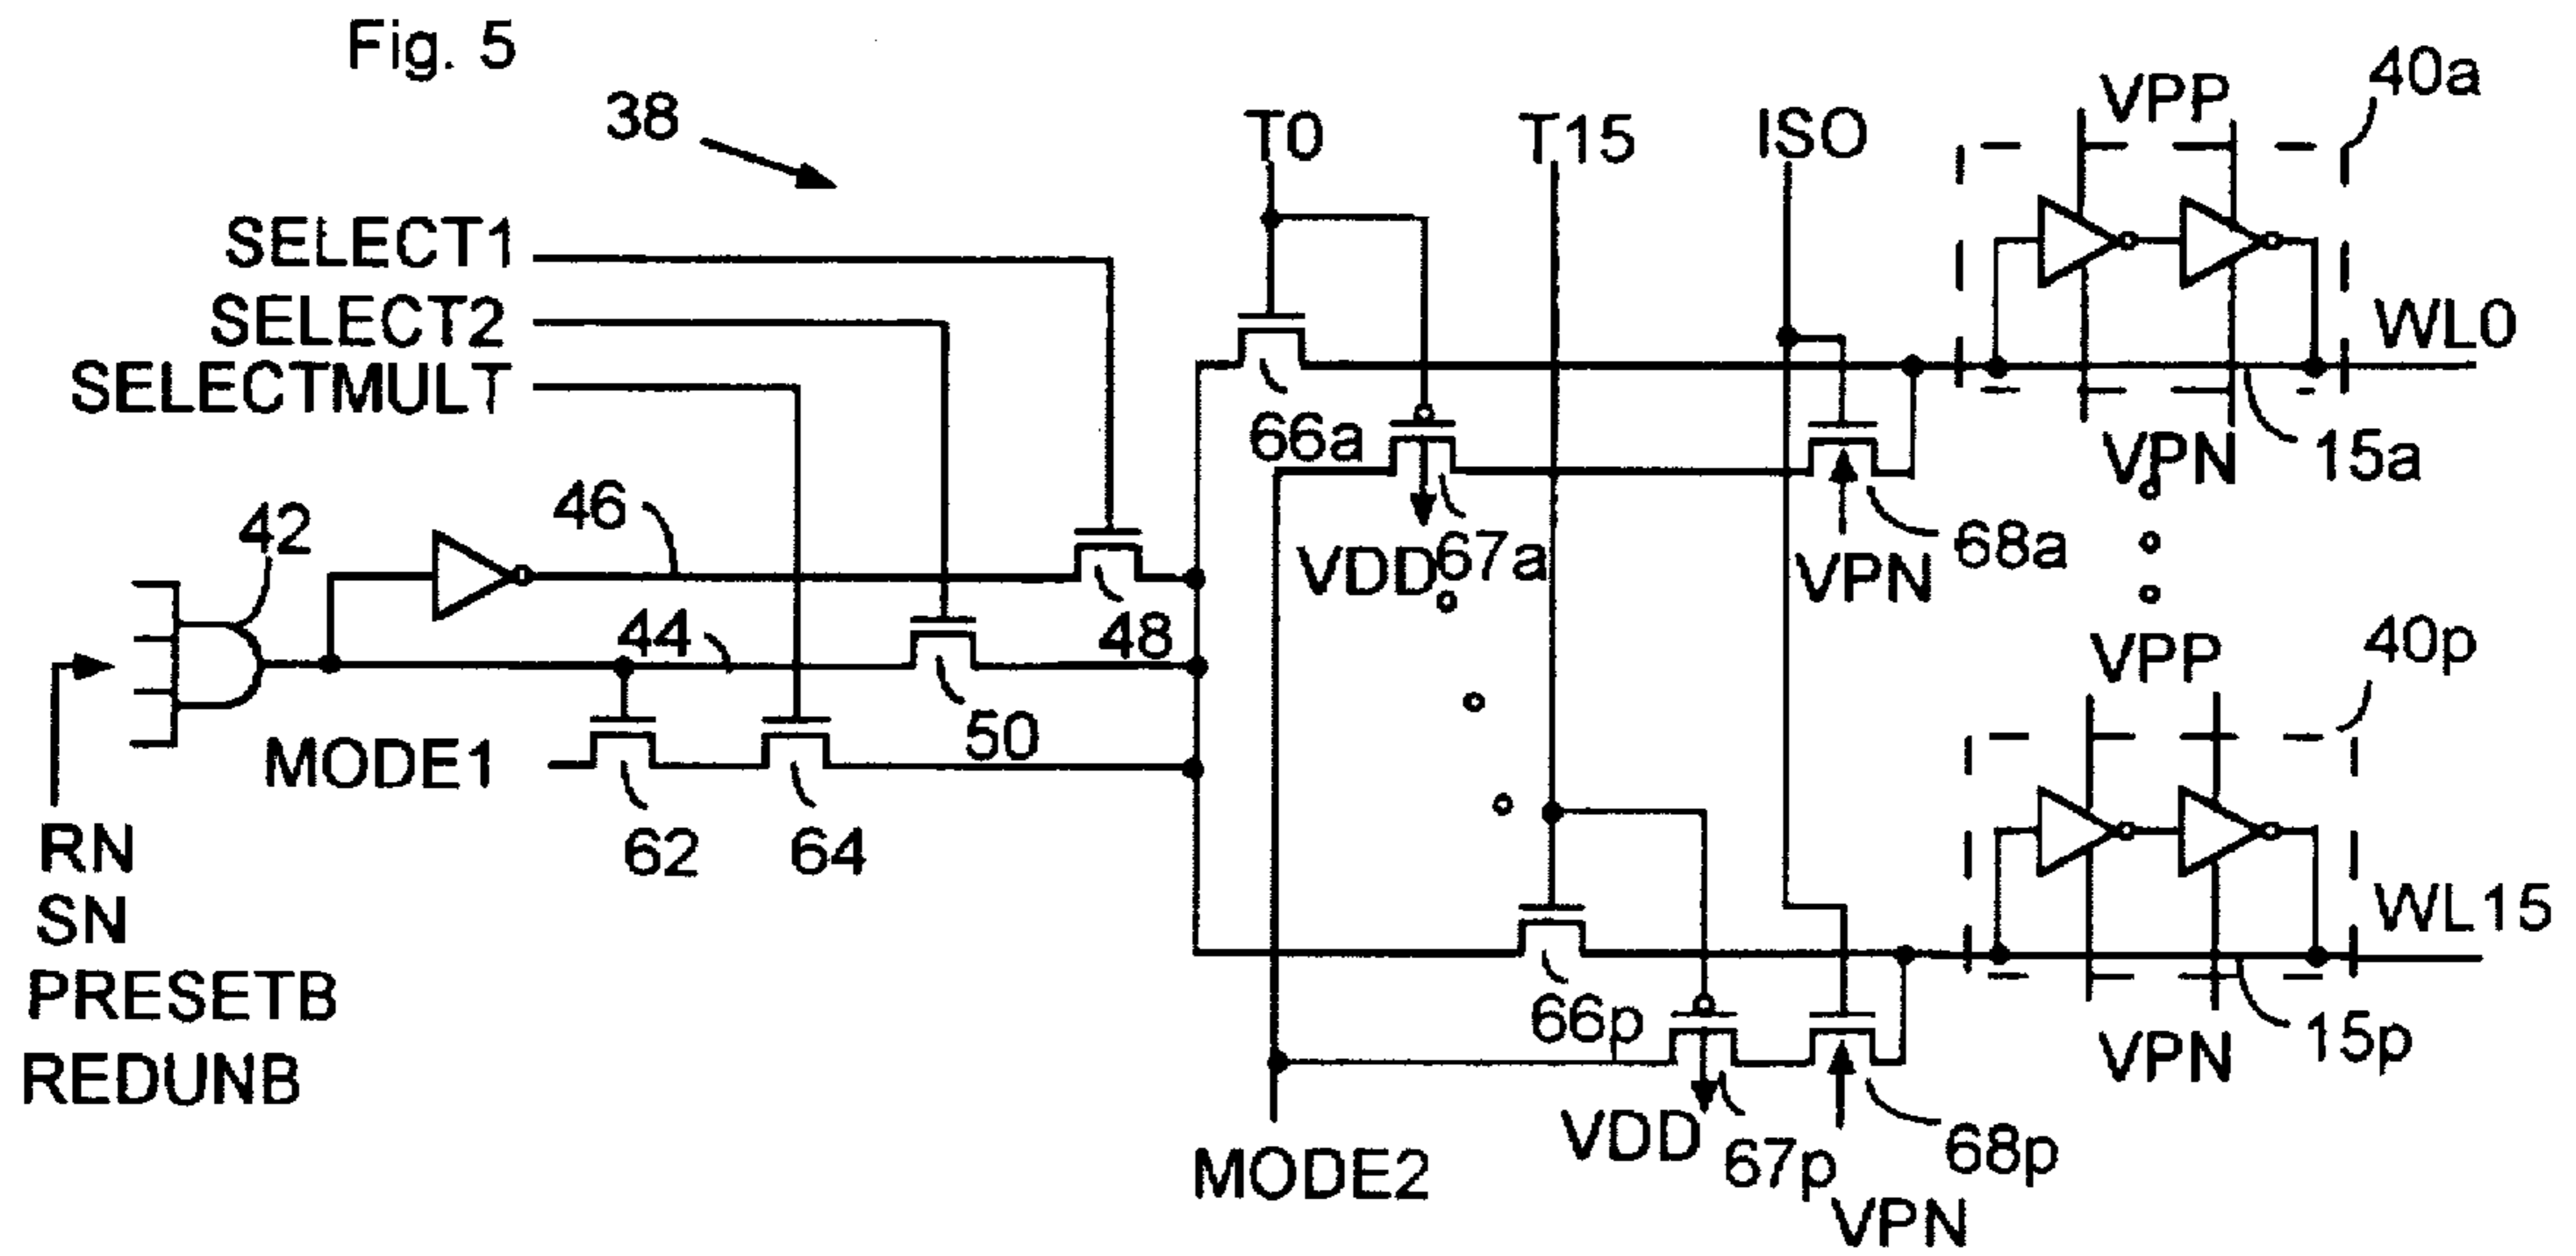 Fig. 5
38
T0
T15
ISO
VPP
40a
SELECT1
SELECT2
SELECTMULT
WL0
66a
VPN
15a
46
42
VDD
67a
VPN
68a
44
48
50
VPP
40p
MODE1
62
64
RN
SN
PRESETB
REDUNB
WL15
66p
VPN
15p
MODE2
VDD
67p
68p
VPN